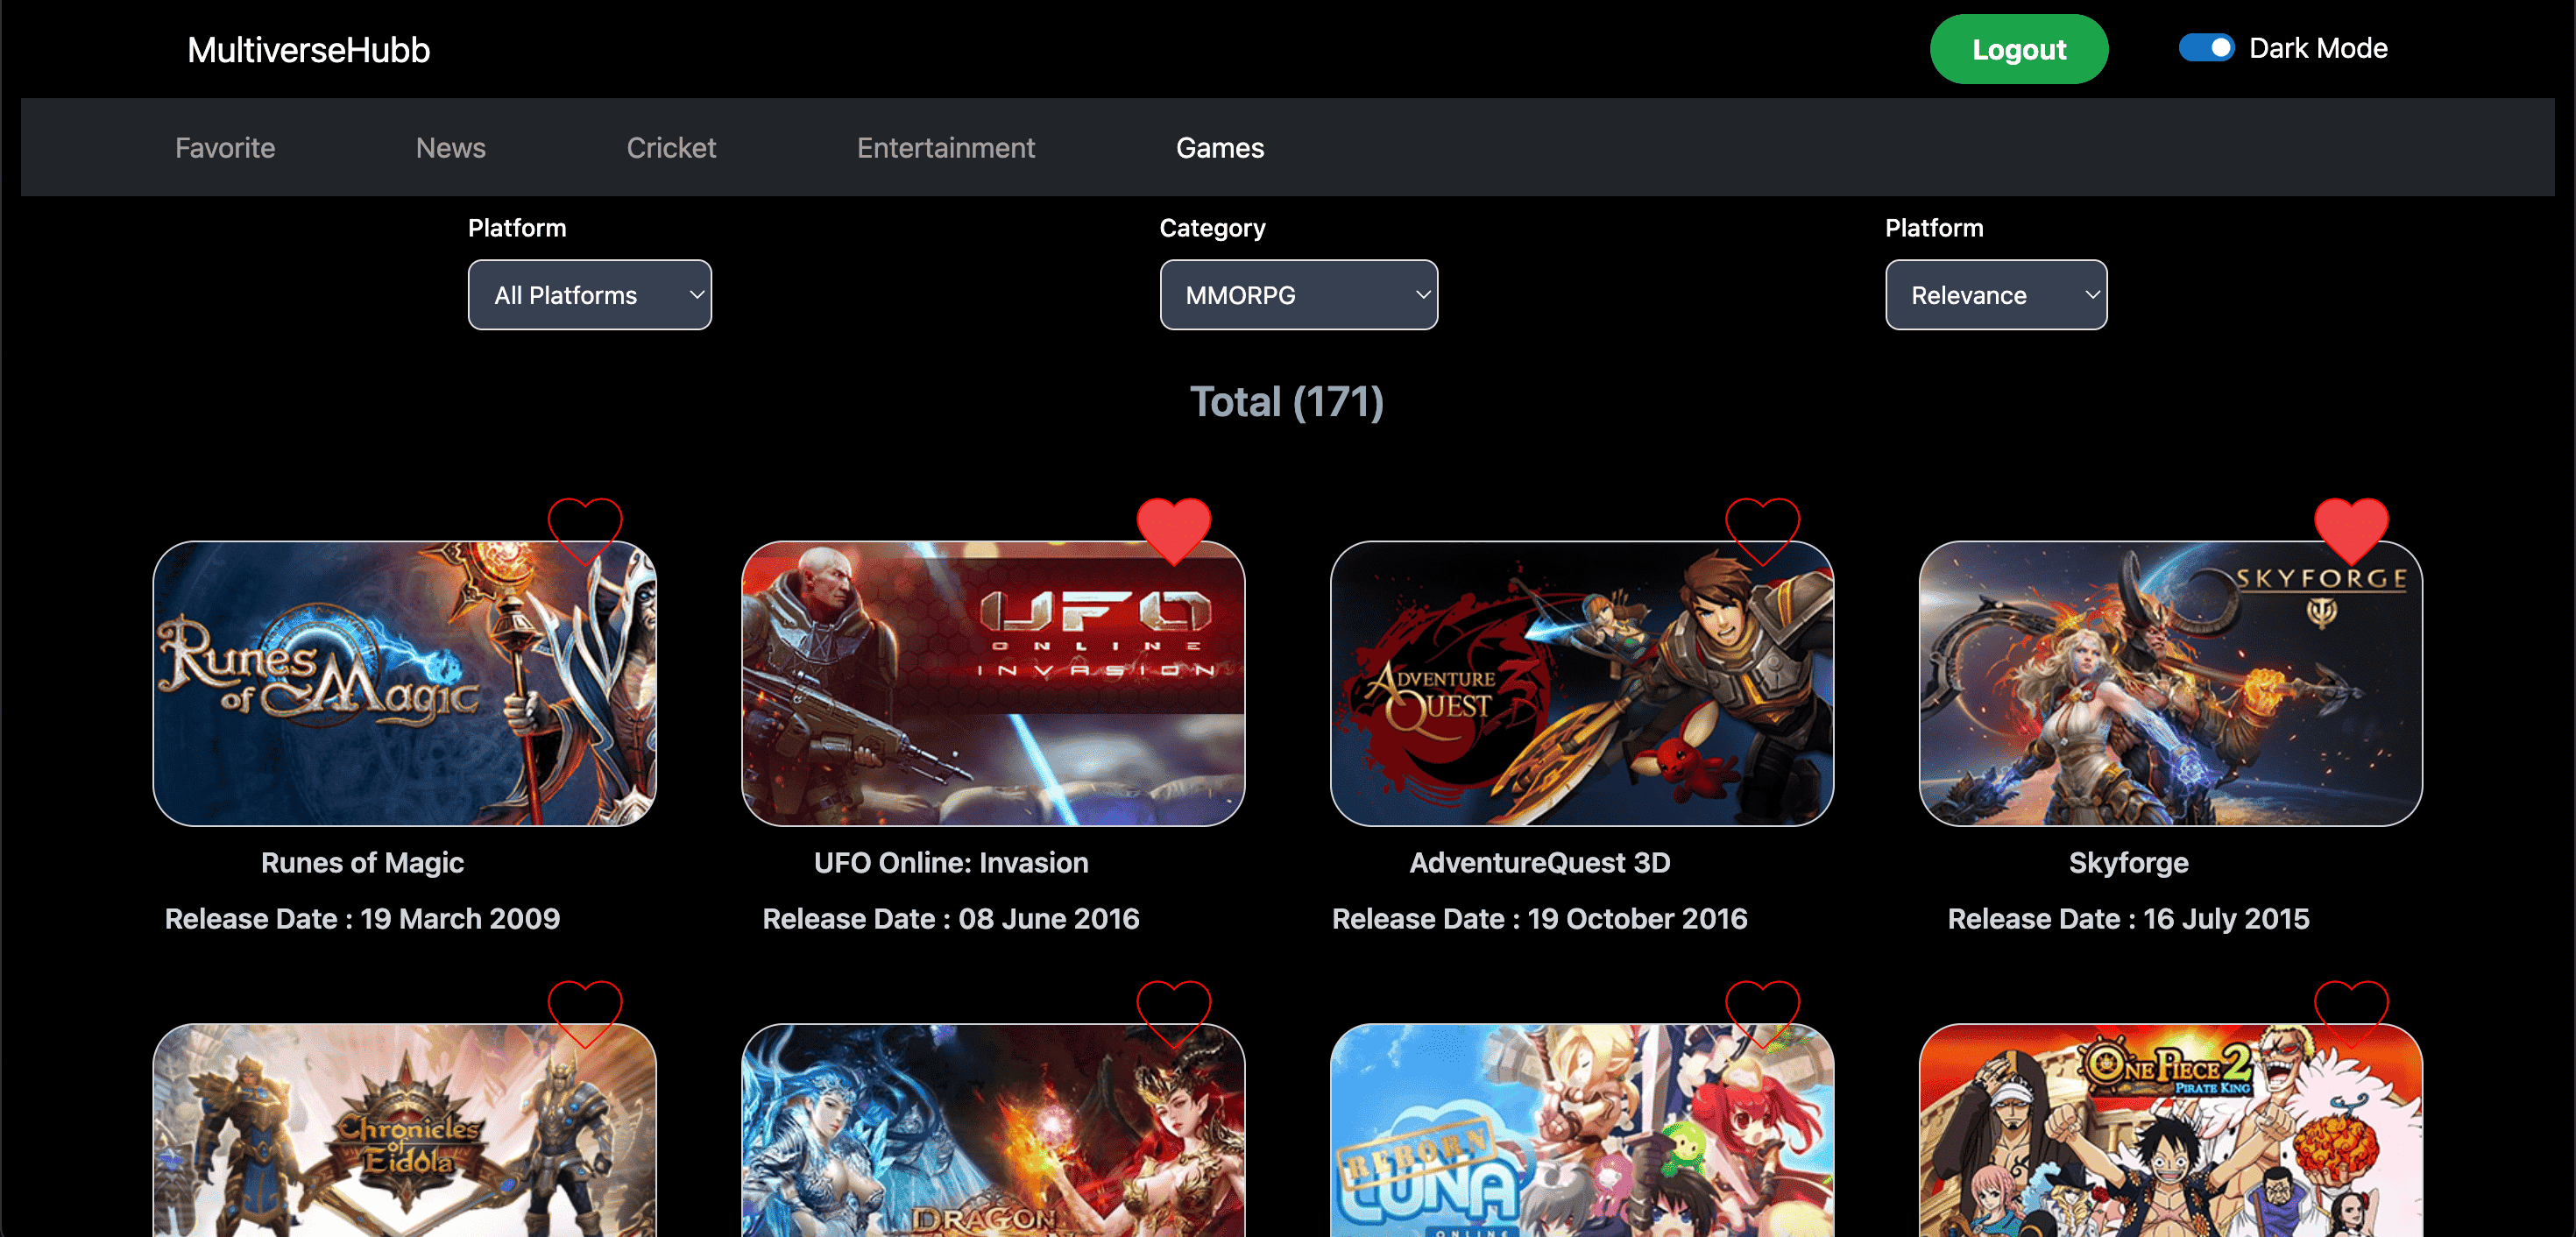 MultiverseHubb
Logout
Dark Mode
Favorite
News
Cricket
Entertainment
Games
Platform
Category
Platform
All Platforms
MMORPG
Relevance
Total (171)
RUNES
OF MAGIC
UFO
ONLINE
INVASION
ADVENTURE
QUEST 3
SKYFORGE
Runes of Magic
UFO Online: Invasion
AdventureQuest 3D
Skyforge
Release Date : 19 March 2009
Release Date : 08 June 2016
Release Date : 19 October 2016
Release Date : 16 July 2015
Chronicles
of
Eidola
DRAGON
REBORN
LUNA
ONLINE
ONE PIECE 2
PIRATE KING